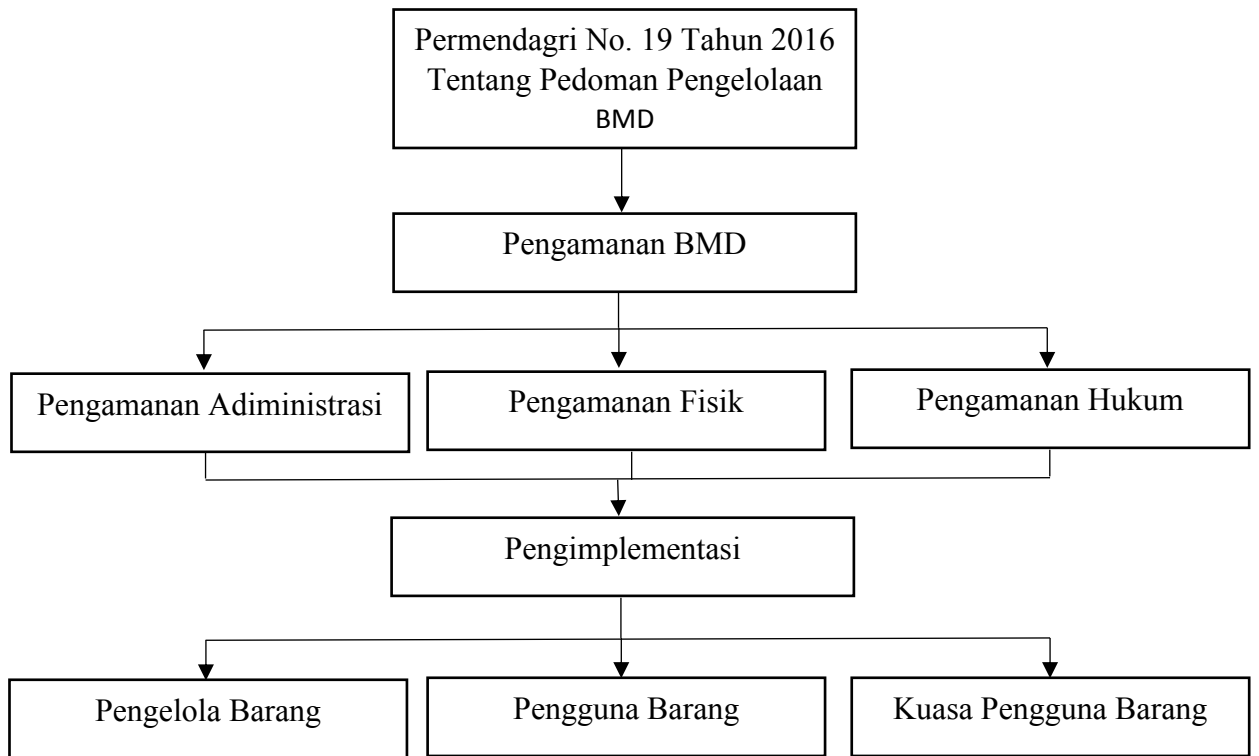 Permendagri No. 19 Tahun 2016
Tentang Pedoman Pengelolaan
BMD
Pengamanan BMD
Pengamanan Adiministrasi
Pengamanan Fisik
Pengamanan Hukum
Pengimplementasi
Pengelola Barang
Pengguna Barang
Kuasa Pengguna Barang